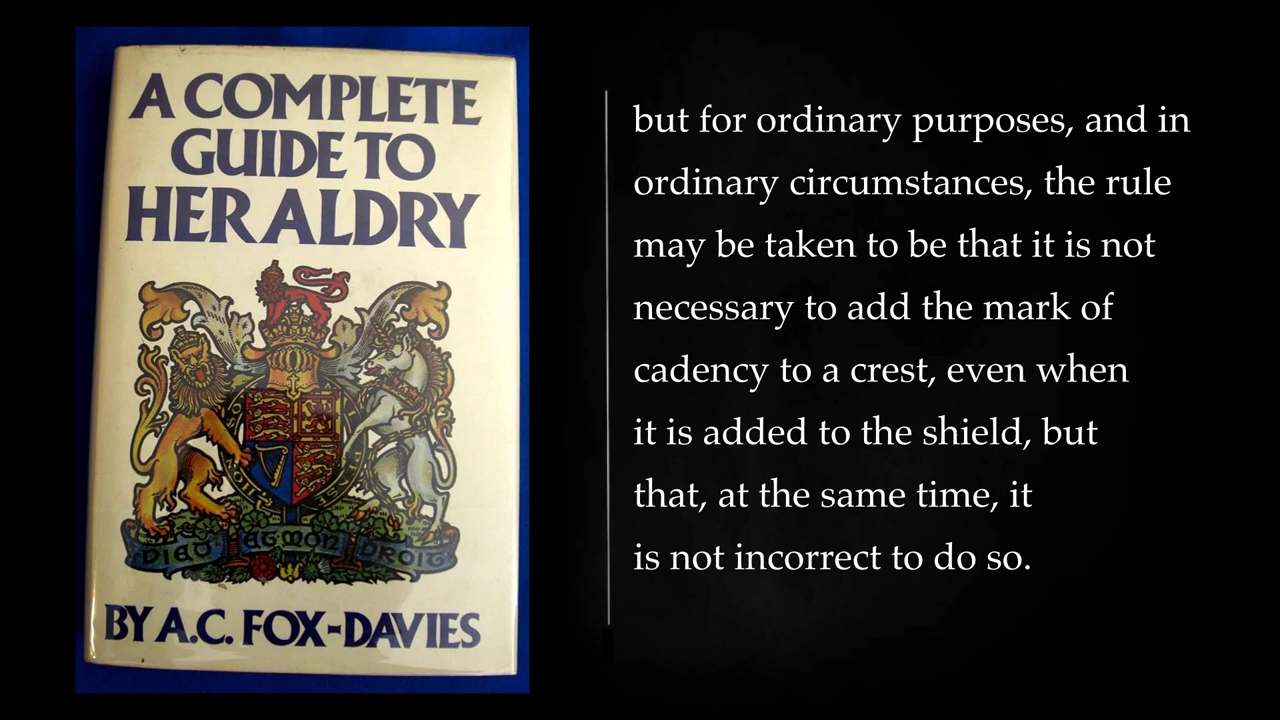 A COMPLETE
GUIDE TO
HERALDRY
DIEU ET MON DROIT
BY A.C. FOX-DAVIES
but for ordinary purposes, and in
ordinary circumstances, the rule
may be taken to be that it is not
necessary to add the mark of
cadency to a crest, even when
it is added to the shield, but
that, at the same time, it
is not incorrect to do so.